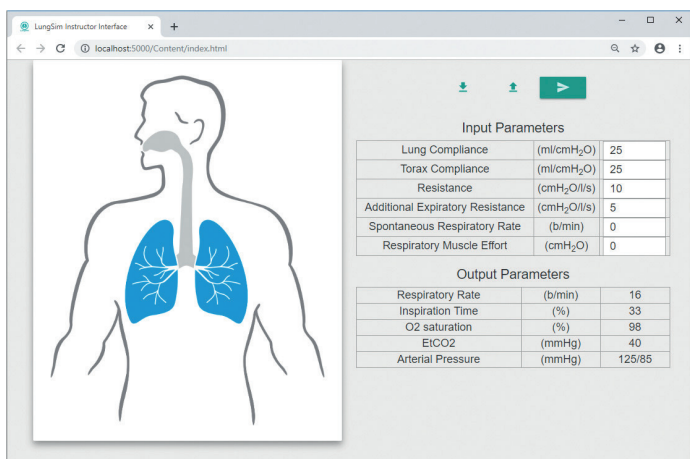 LungSim Instructor Interface
localhost:5000/Content/index.html
Input Parameters
Lung Compliance (ml/cmH₂O) 25
Torax Compliance (ml/cmH₂O) 25
Resistance (cmH₂O/l/s) 10
Additional Expiratory Resistance (cmH₂O/l/s) 5
Spontaneous Respiratory Rate (b/min) 0
Respiratory Muscle Effort (cmH₂O) 0
Output Parameters
Respiratory Rate (b/min) 16
Inspiration Time (%) 33
O2 saturation (%) 98
EtCO2 (mmHg) 40
Arterial Pressure (mmHg) 125/85